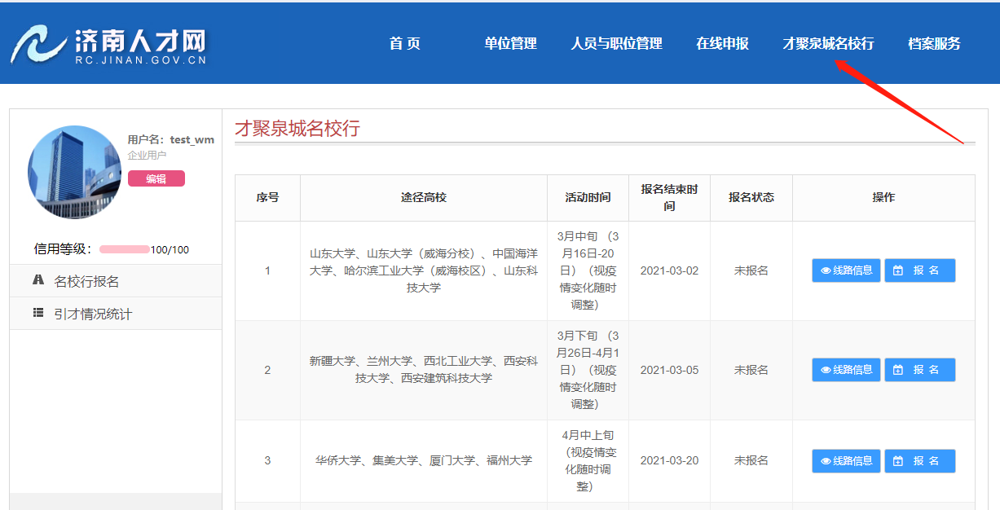 济南人才网
RC.JINAN.GOV.CN
首 页 单位管理 人员与职位管理 在线申报 才聚泉城名校行 档案服务
用户名：test_wm
企业用户
编辑
信用等级： 100/100
名校行报名
引才情况统计
才聚泉城名校行
序号 途径高校 活动时间 报名结束时
间 报名状态 操作
1
山东大学、山东大学（威海分校）、中国海洋
大学、哈尔滨工业大学（威海校区）、山东科
技大学
3月中旬 （3
月16日-20
日）（视疫
情变化随时
调整）
2021-03-02
未报名
线路信息 报 名
2
新疆大学、兰州大学、西北工业大学、西安科
技大学、西安建筑科技大学
3月下旬 （3
月26日-4月1
日）（视疫
情变化随时
调整）
2021-03-05
未报名
线路信息 报 名
3
华侨大学、集美大学、厦门大学、福州大学
4月中上旬
（视疫情变
化随时调
整）
2021-03-20
未报名
线路信息 报 名